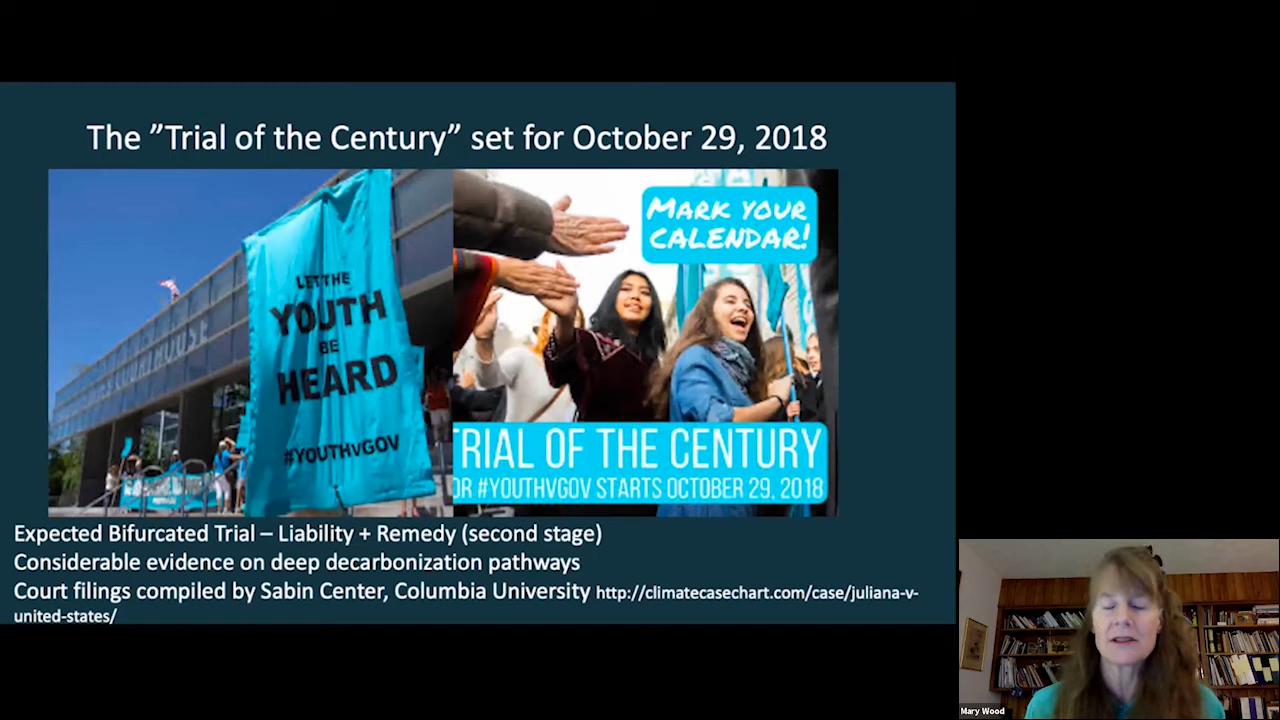 The ”Trial of the Century” set for October 29, 2018
LET THE
YOUTH
BE
HEARD
#YOUTHVGOV
COURTHOUSE
MARK YOUR
CALENDAR!
TRIAL OF THE CENTURY
OR #YOUTHVGOV STARTS OCTOBER 29, 2018
Expected Bifurcated Trial – Liability + Remedy (second stage)
Considerable evidence on deep decarbonization pathways
Court filings compiled by Sabin Center, Columbia University http://climatecasechart.com/case/juliana-v-
united-states/
Mary Wood